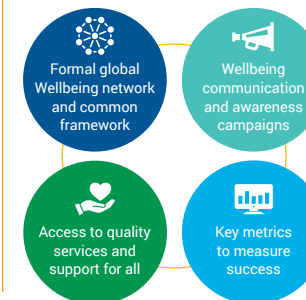 Formal global
Wellbeing network
and common
framework
Wellbeing
communication
and awareness
campaigns
Access to quality
services and
support for all
Key metrics
to measure
success